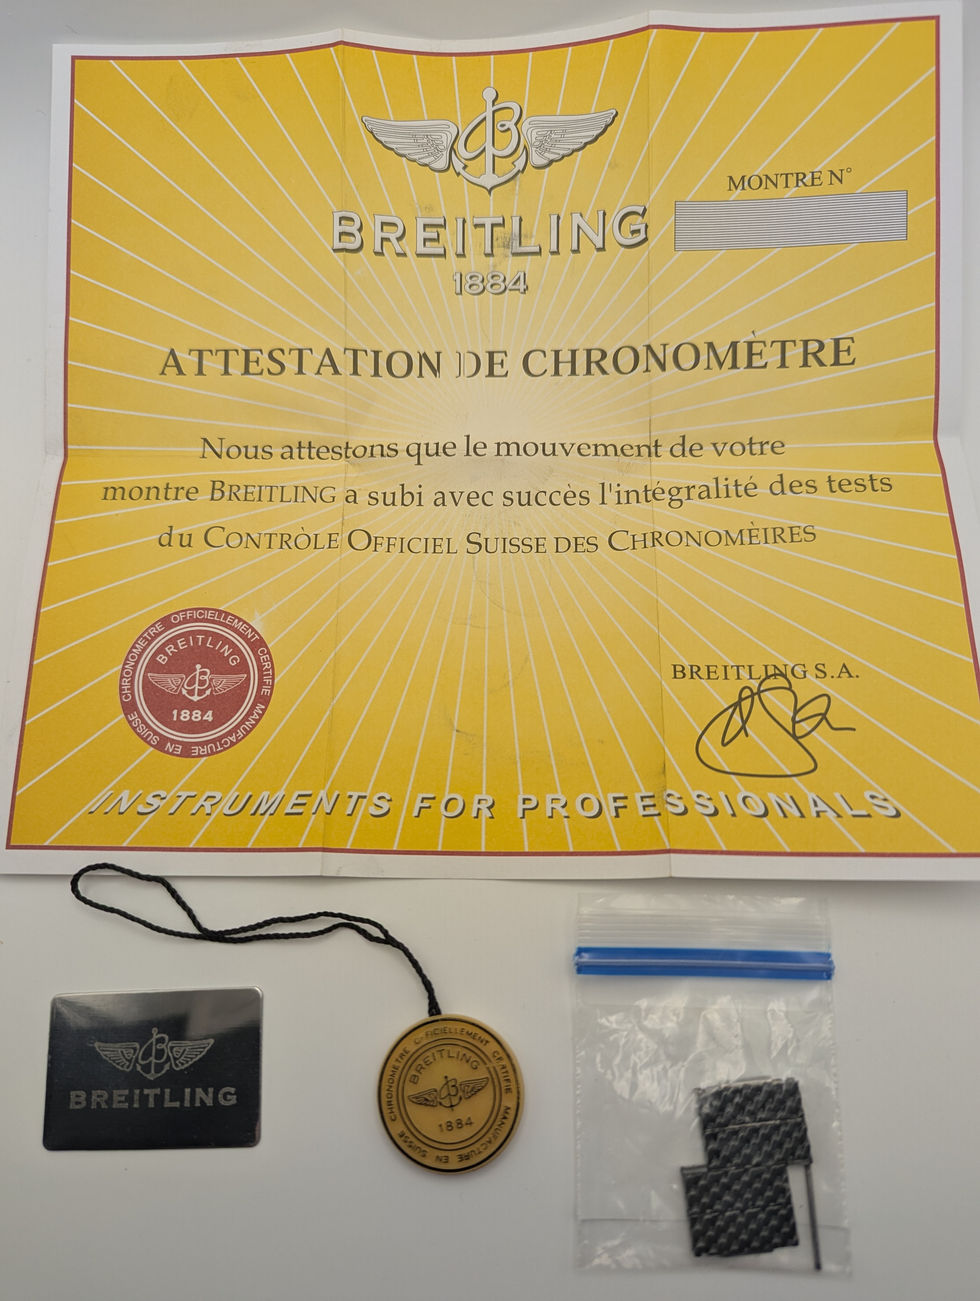 BREITLING
1884
MONTRE N°
ATTESTATION DE CHRONOMÈTRE
Nous attestons que le mouvement de votre
montre BREITLING a subi avec succès l'intégralité des tests
du CONTRÒLE OFFICIEL SUISSE DES CHRONOMÈIRES
CHRONOMETRE OFFICIELLEMENT CERTIFIE MANUFACTURE EN SUISSE
BREITLING
1884
BREITLING S.A.
INSTRUMENTS FOR PROFESSIONALS
BREITLING
CHRONOMETRE OFFICIELLEMENT CERTIFIE MANUFACTURE EN SUISSE
BREITLING
1884